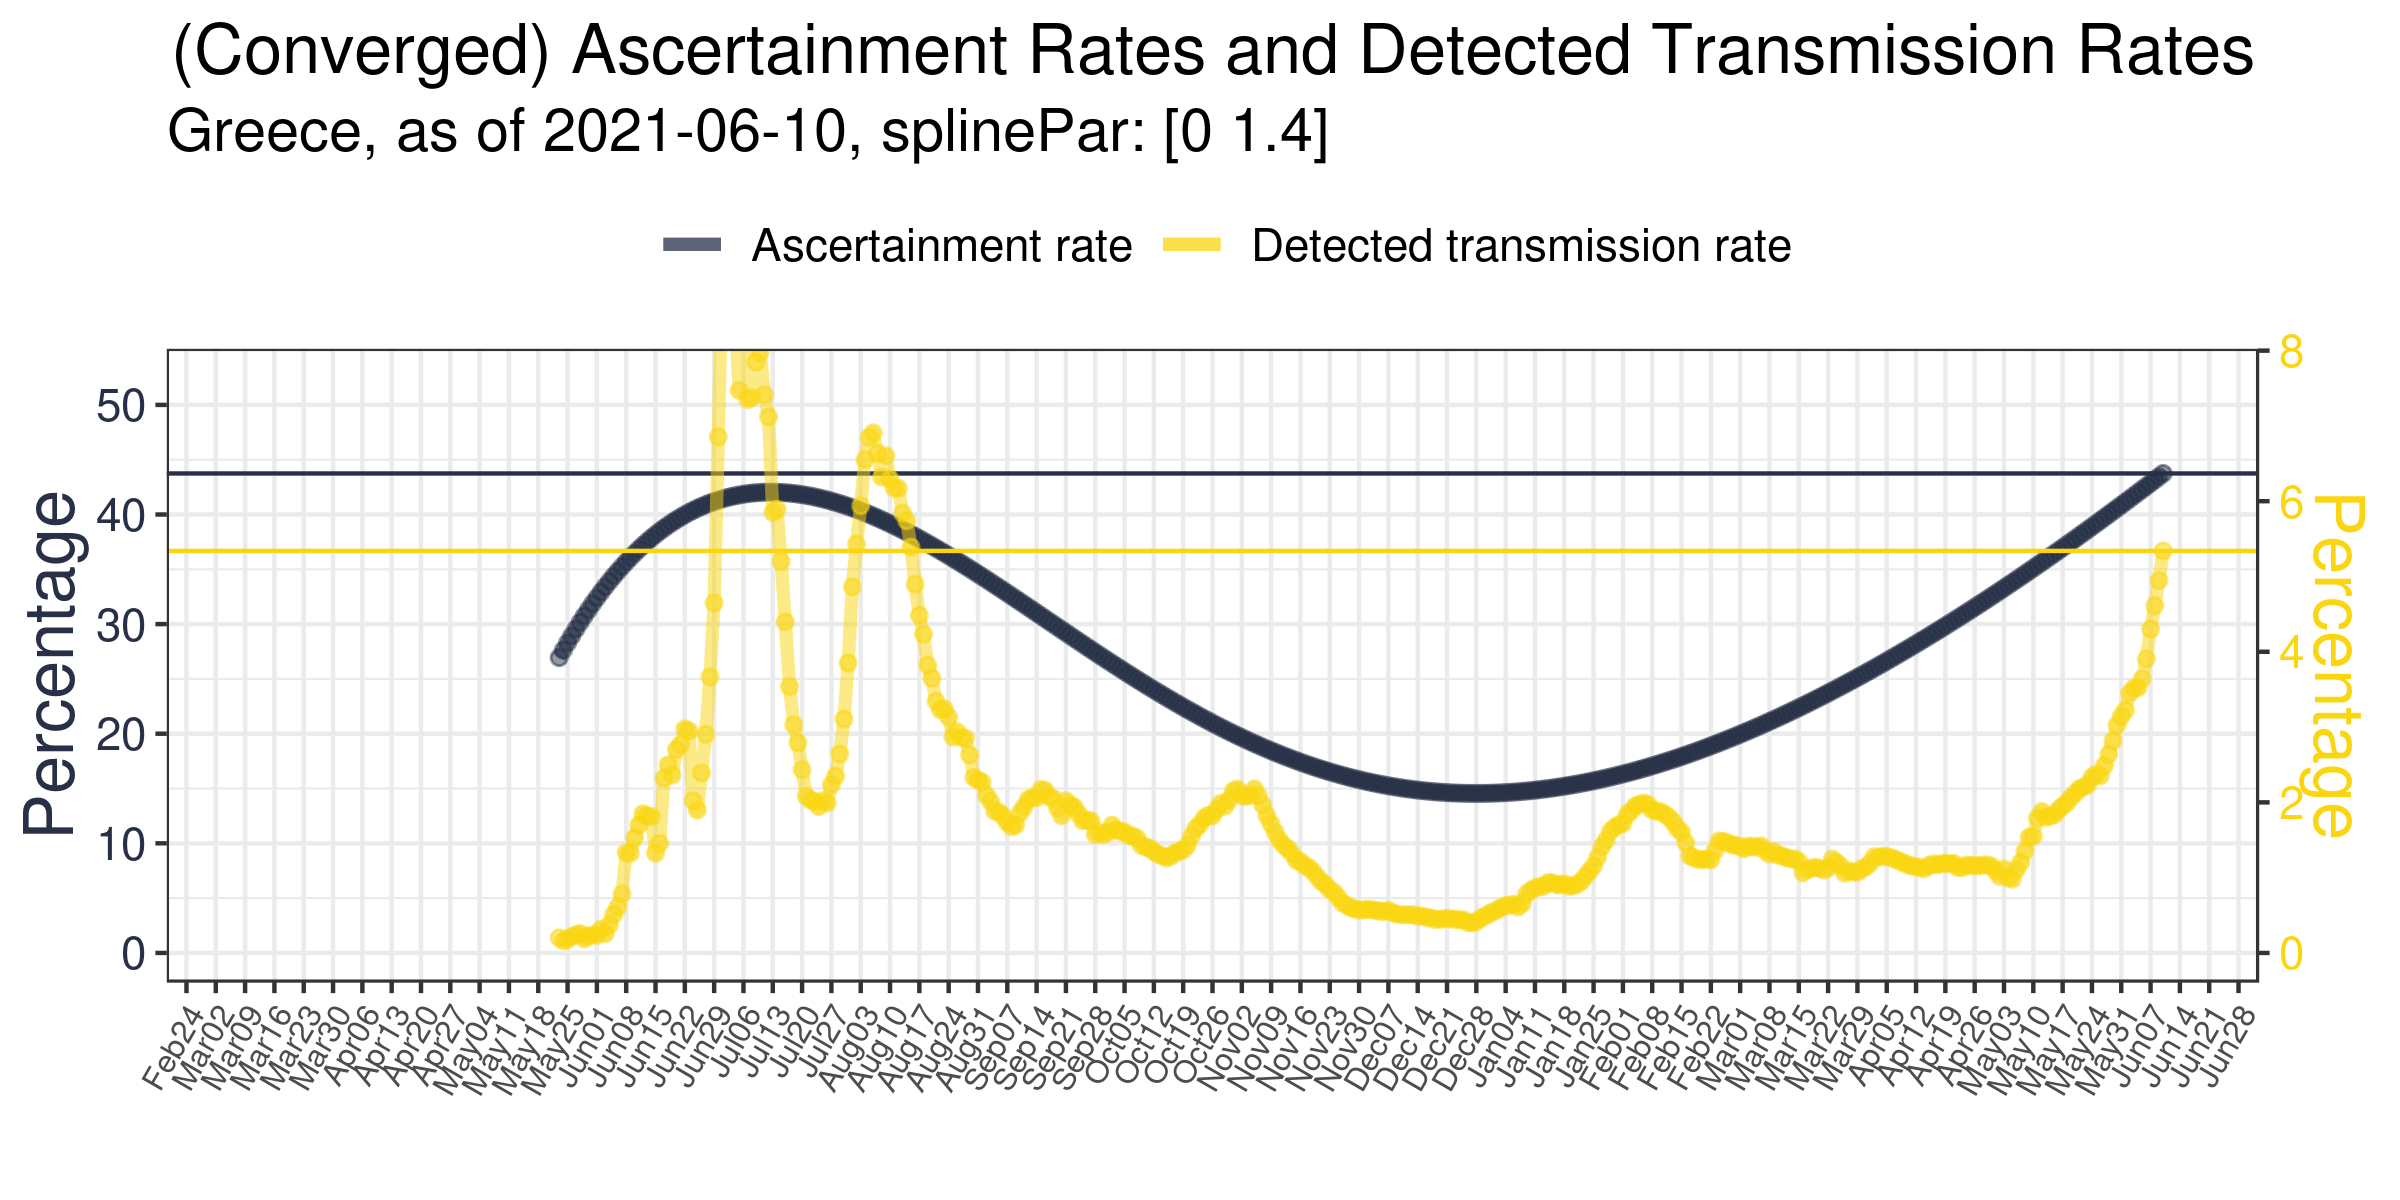 (Converged) Ascertainment Rates and Detected Transmission Rates
Greece, as of 2021-06-10, splinePar: [0 1.4]
Ascertainment rate Detected transmission rate
Percentage
50
40
30
20
10
0
8
6
4
2
0
Percentage
Feb24 Mar02 Mar09 Mar16 Mar23 Mar30 Apr06 Apr13 Apr20 Apr27 May04 May11 May18 May25 Jun01 Jun08 Jun15 Jun22 Jun29 Jul06 Jul13 Jul20 Jul27 Aug03 Aug10 Aug17 Aug24 Aug31 Sep07 Sep14 Sep21 Sep28 Oct05 Oct12 Oct19 Oct26 Nov02 Nov09 Nov16 Nov23 Nov30 Dec07 Dec14 Dec21 Dec28 Jan04 Jan11 Jan18 Jan25 Feb01 Feb08 Feb15 Feb22 Mar01 Mar08 Mar15 Mar22 Mar29 Apr05 Apr12 Apr19 Apr26 May03 May10 May17 May24 May31 Jun07 Jun14 Jun21 Jun28